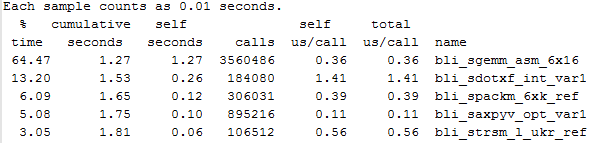 Each sample counts as 0.01 seconds.
% cumulative self self total
time seconds seconds calls us/call us/call name
64.47 1.27 1.27 3560486 0.36 0.36 bli_sgemm_asm_6x16
13.20 1.53 0.26 184080 1.41 1.41 bli_sdotxf_int_var1
6.09 1.65 0.12 306031 0.39 0.39 bli_spackm_6xk_ref
5.08 1.75 0.10 895216 0.11 0.11 bli_saxpyv_opt_var1
3.05 1.81 0.06 106512 0.56 0.56 bli_strsm_l_ukr_ref